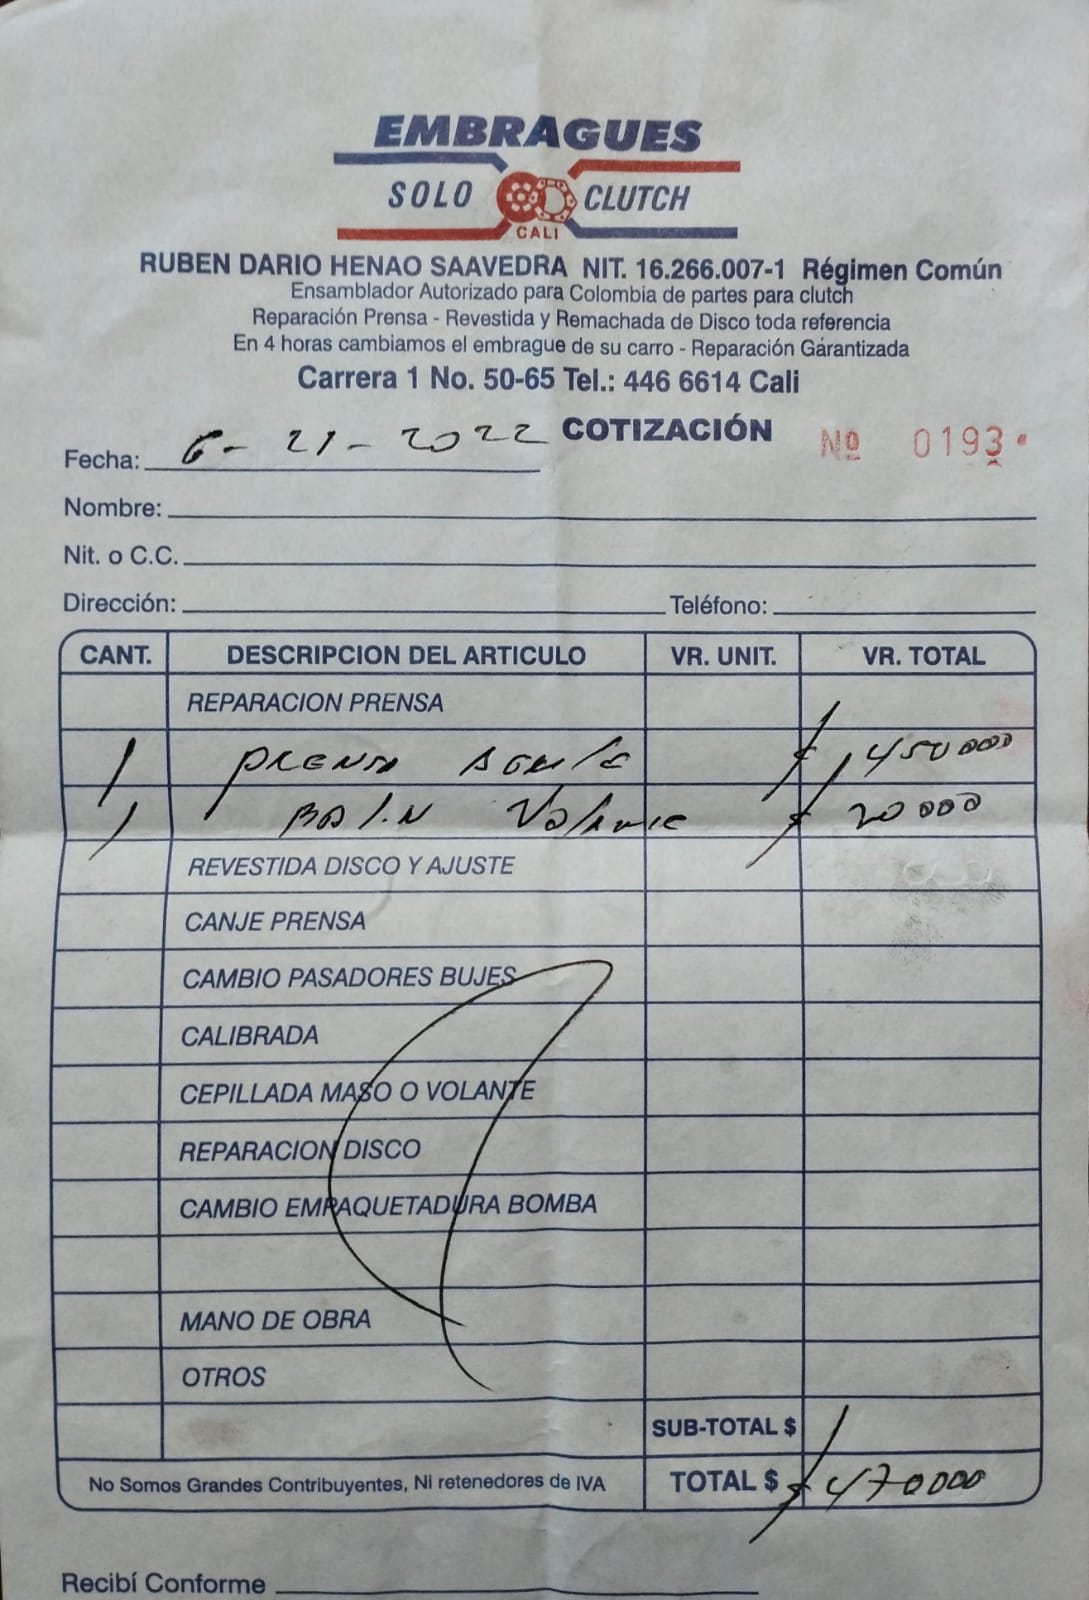 EMBRAGUES
SOLO CLUTCH
CALI
RUBEN DARIO HENAO SAAVEDRA NIT. 16.266.007-1 Régimen Común
Ensamblador Autorizado para Colombia de partes para clutch
Reparación Prensa - Revestida y Remachada de Disco toda referencia
En 4 horas cambiamos el embrague de su carro - Reparación Garantizada
Carrera 1 No. 50-65 Tel.: 446 6614 Cali
COTIZACIÓN Nº 0193
Fecha: 6-21-2022
Nombre:
Nit. o C.C.
Dirección: Teléfono:
CANT. DESCRIPCION DEL ARTICULO VR. UNIT. VR. TOTAL
REPARACION PRENSA
1 PRENSA $ 450000
1 BALIN Volante $ 20000
REVESTIDA DISCO Y AJUSTE
CANJE PRENSA
CAMBIO PASADORES BUJES
CALIBRADA
CEPILLADA MASO O VOLANTE
REPARACION DISCO
CAMBIO EMPAQUETADURA BOMBA
MANO DE OBRA
OTROS
SUB-TOTAL $
No Somos Grandes Contribuyentes, Ni retenedores de IVA TOTAL $ $ 470000
Recibí Conforme